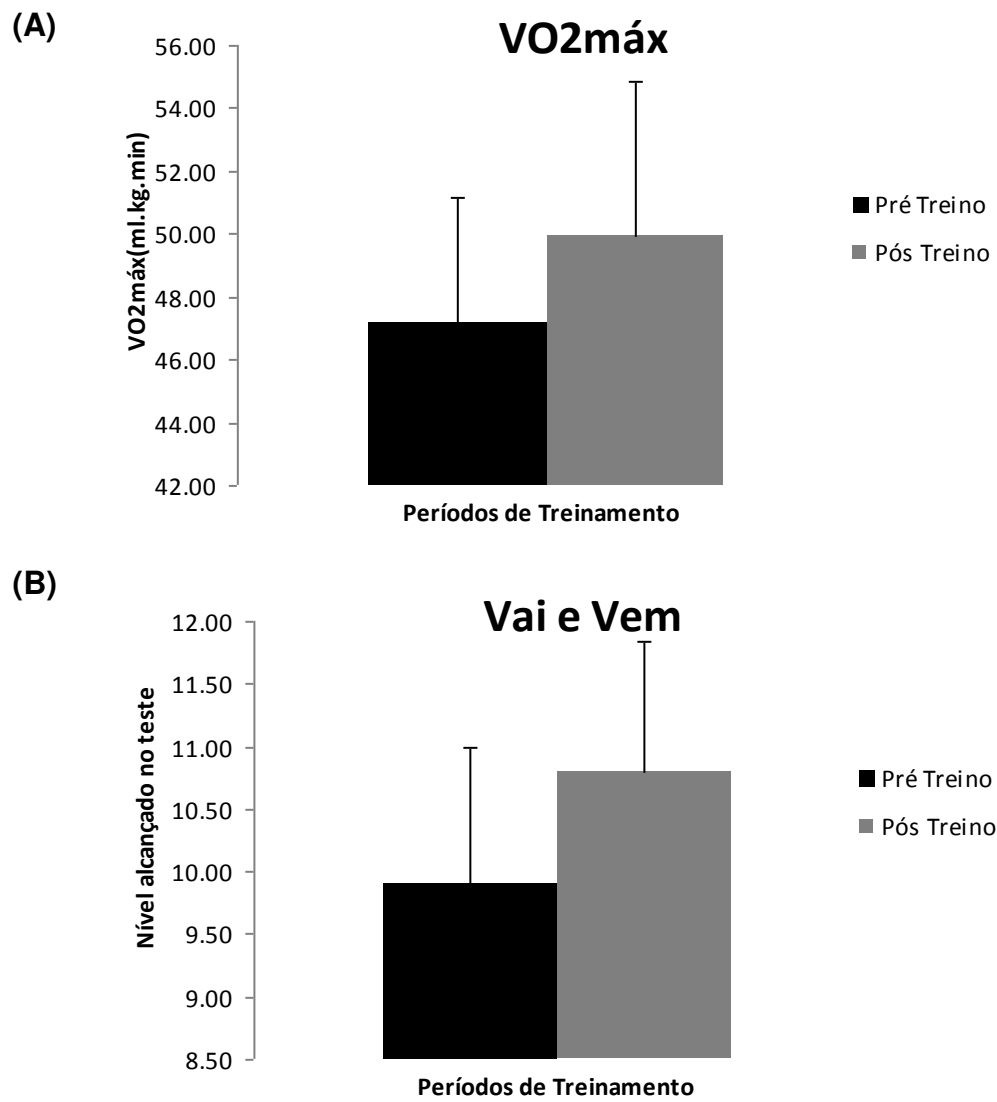 (A)
VO2máx
56.00
54.00
52.00
50.00
48.00
46.00
44.00
42.00
VO2máx(ml.kg.min)
Pré Treino
Pós Treino
Períodos de Treinamento
(B)
Vai e Vem
12.00
11.50
11.00
10.50
10.00
9.50
9.00
8.50
Nível alcançado no teste
Pré Treino
Pós Treino
Períodos de Treinamento